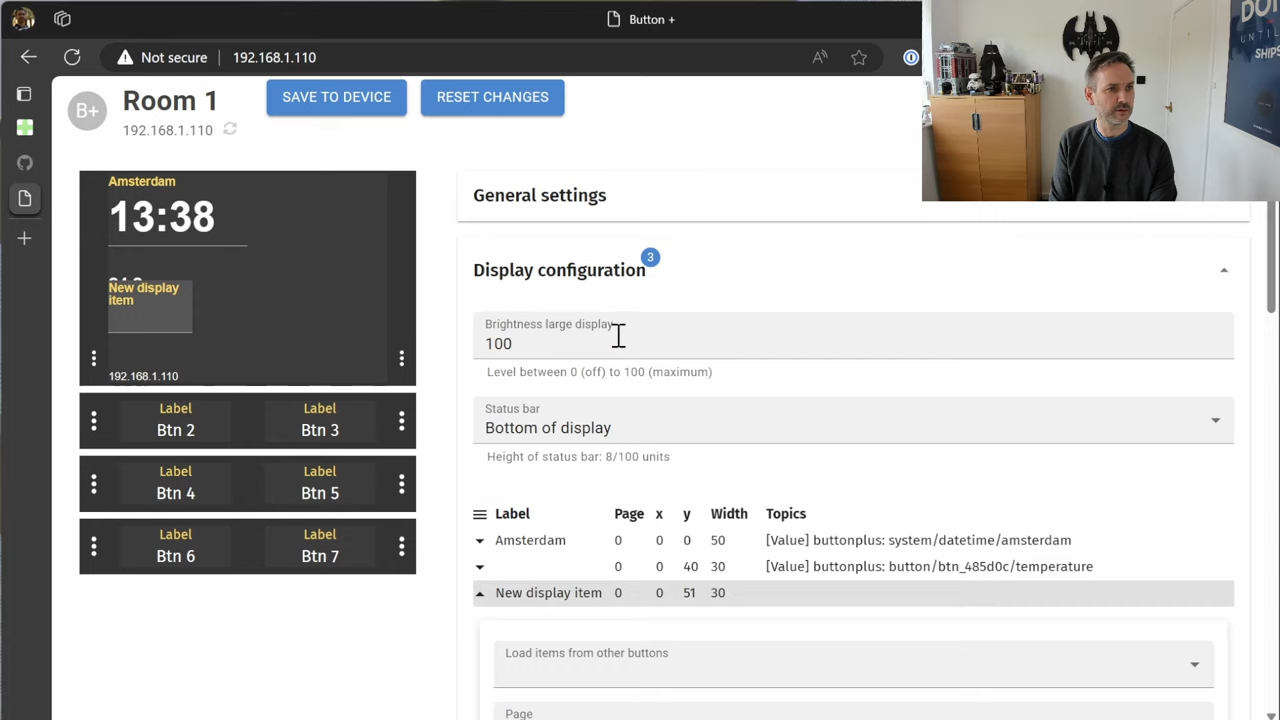 Button +
Not secure 192.168.1.110
B+
Room 1
192.168.1.110
SAVE TO DEVICE
RESET CHANGES
Amsterdam
13:38
New display
item
192.168.1.110
Label
Btn 2
Label
Btn 3
Label
Btn 4
Label
Btn 5
Label
Btn 6
Label
Btn 7
General settings
Display configuration
3
Brightness large display
100
Level between 0 (off) to 100 (maximum)
Status bar
Bottom of display
Height of status bar: 8/100 units
Label Page x y Width Topics
Amsterdam 0 0 0 50 [Value] buttonplus: system/datetime/amsterdam
0 0 40 30 [Value] buttonplus: button/btn_485d0c/temperature
New display item 0 0 51 30
Load items from other buttons
Page
UNTIL
SHIPS